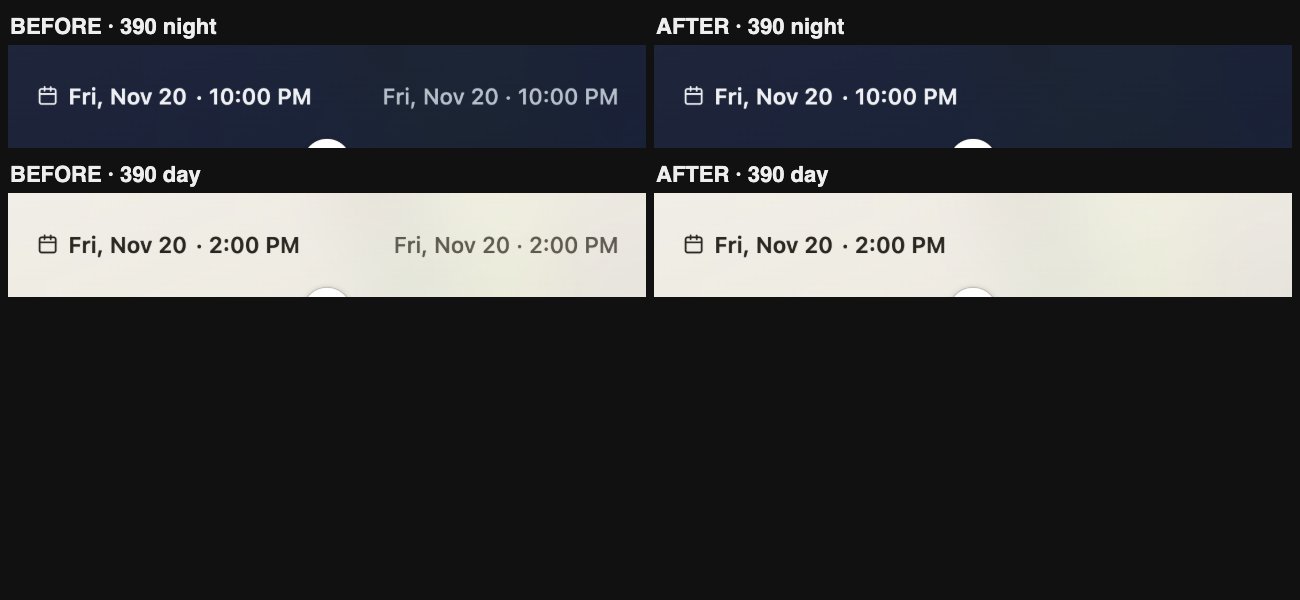 BEFORE · 390 night
AFTER · 390 night
Fri, Nov 20 · 10:00 PM
Fri, Nov 20 · 10:00 PM
Fri, Nov 20 · 10:00 PM
BEFORE · 390 day
AFTER · 390 day
Fri, Nov 20 · 2:00 PM
Fri, Nov 20 · 2:00 PM
Fri, Nov 20 · 2:00 PM